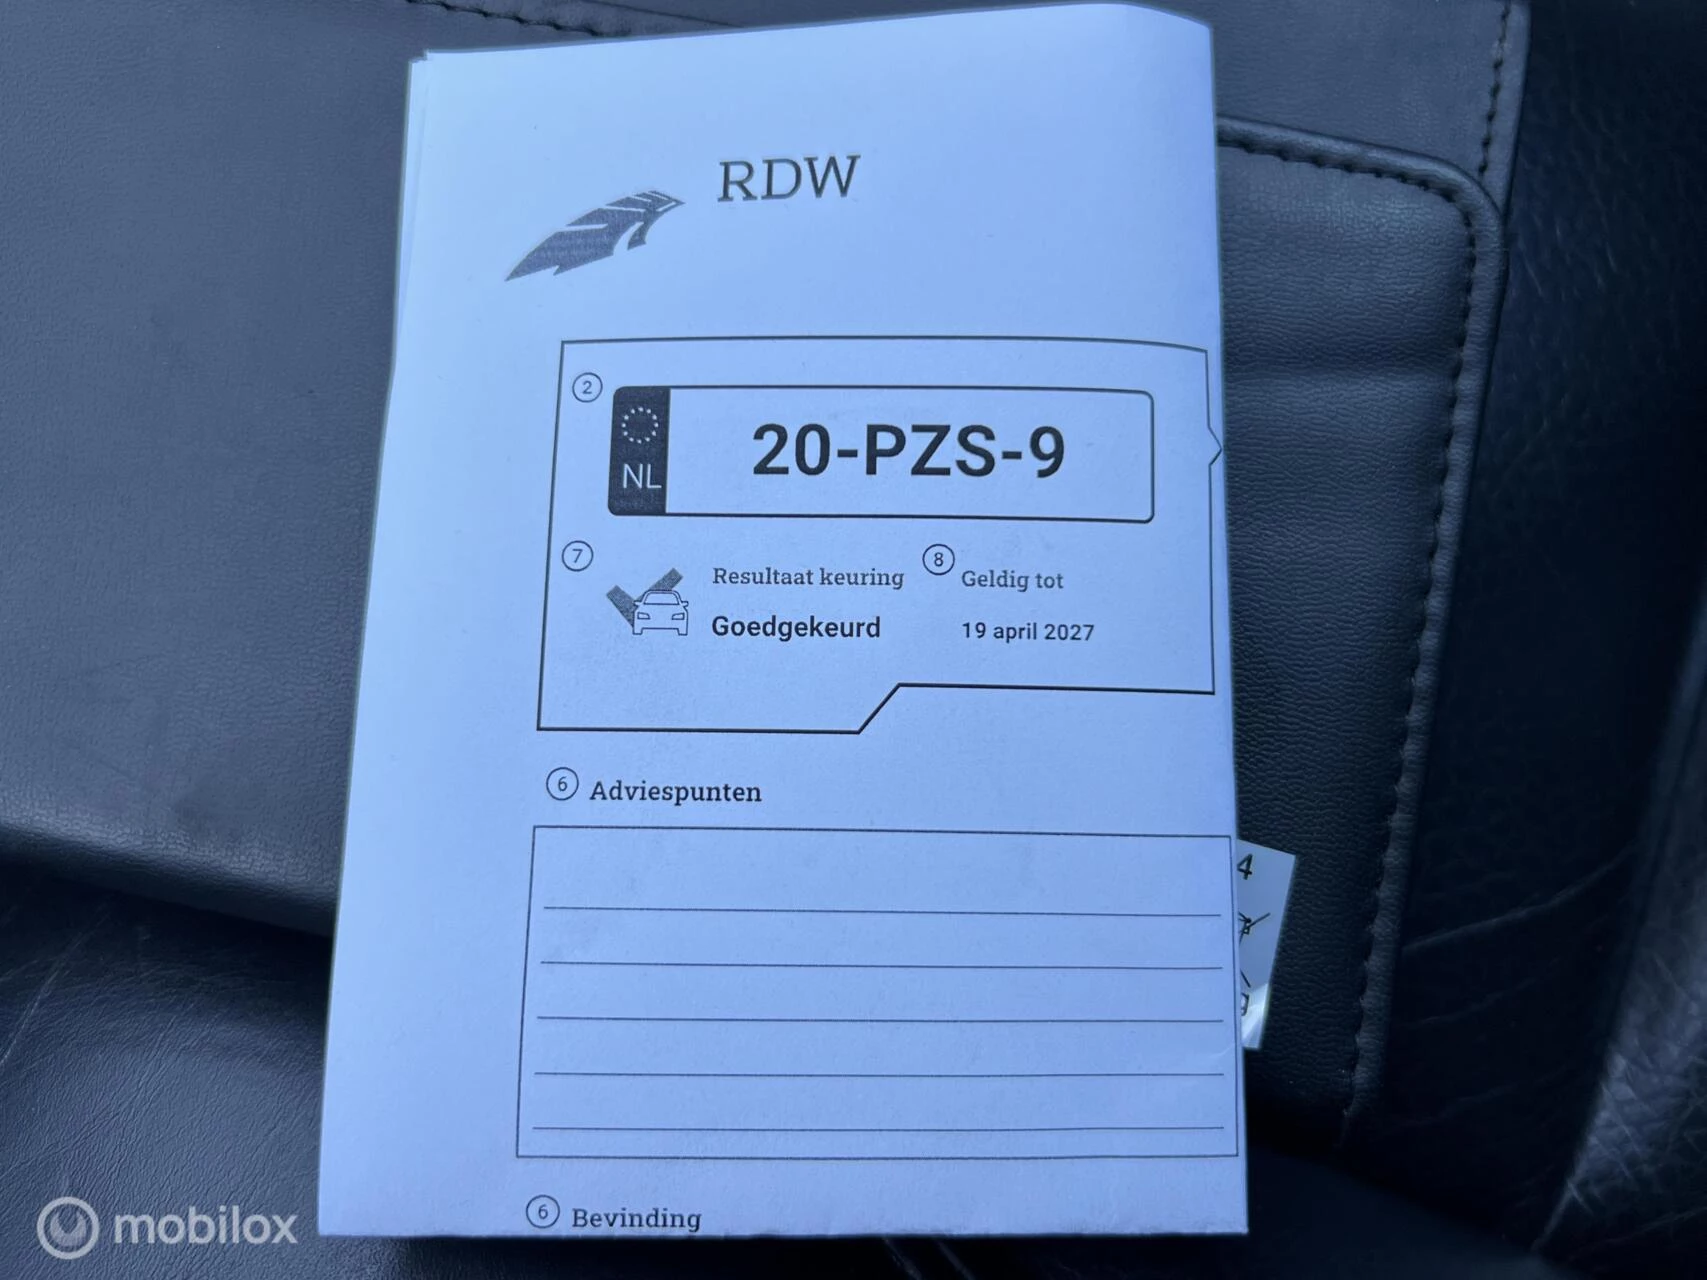 RDW
2
NL
20-PZS-9
7
Resultaat keuring
Goedgekeurd
8
Geldig tot
19 april 2027
6 Adviespunten
4
6 Bevinding
mobilox